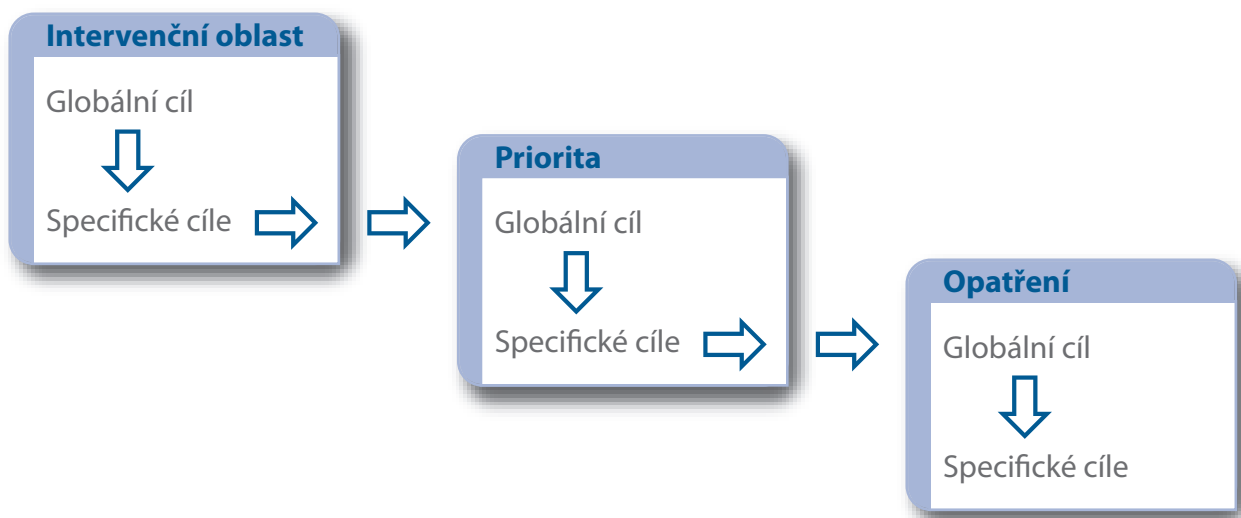 Intervenční oblast
Globální cíl
Specifické cíle
Priorita
Globální cíl
Specifické cíle
Opatření
Globální cíl
Specifické cíle